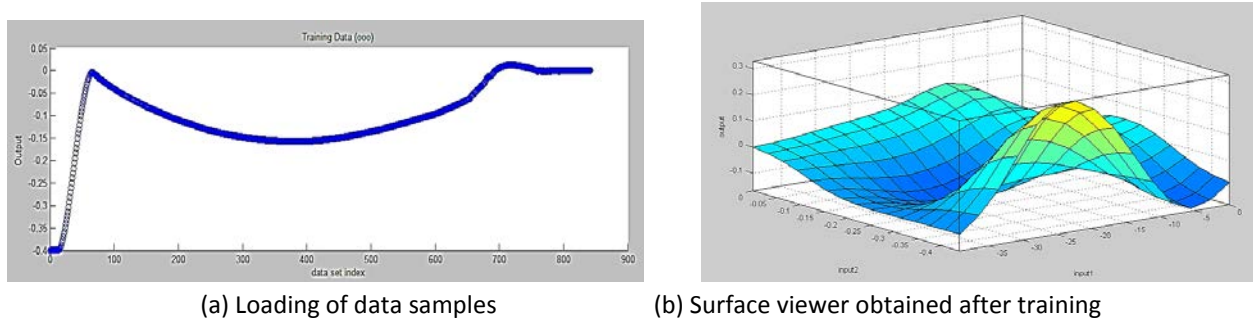 Training Data (ooo)
0.05
0
-0.05
-0.1
-0.15
-0.2
-0.25
-0.3
-0.35
-0.4
Output
0 100 200 300 400 500 600 700 800 900
data set index
0.3
0.2
0.1
0
-0.1
output
0 -0.05 -0.1 -0.15 -0.2 -0.25 -0.3 -0.35 -0.4
input2
-35 -30 -25 -20 -15 -10 -5 0
input1
(a) Loading of data samples
(b) Surface viewer obtained after training